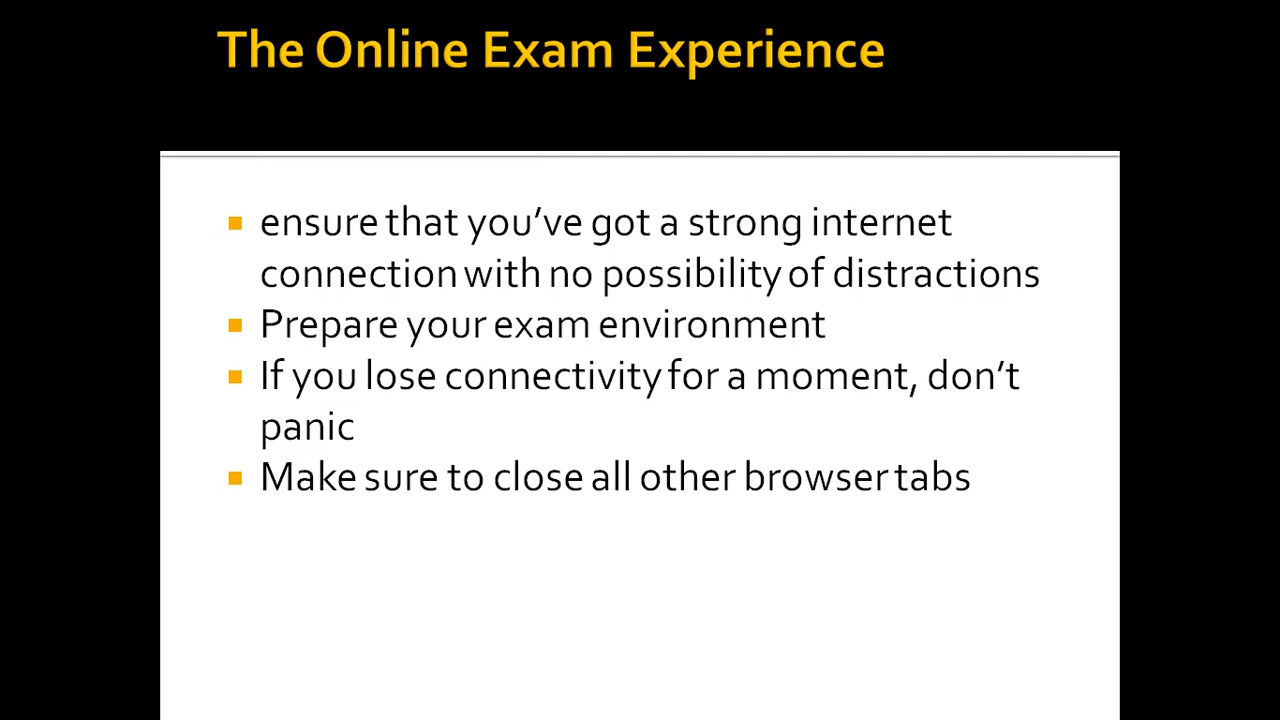 The Online Exam Experience
ensure that you've got a strong internet
connection with no possibility of distractions
Prepare your exam environment
If you lose connectivity for a moment, don't
panic
Make sure to close all other browser tabs